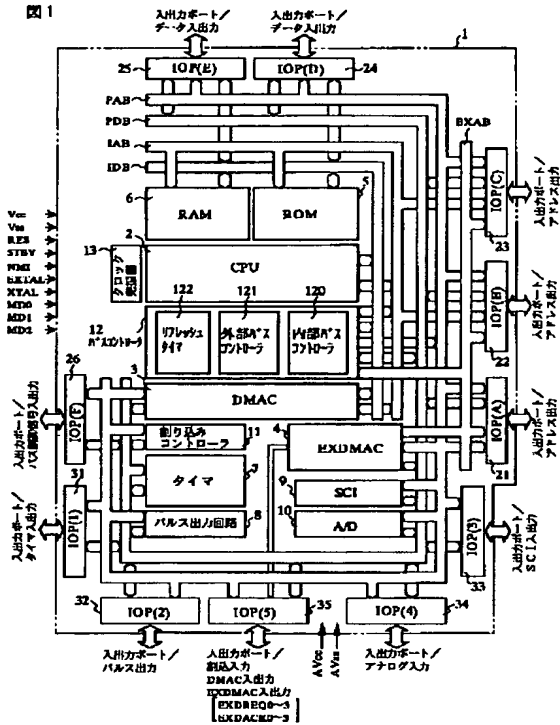 図1
入出力ポート/
データ入出力
入出力ポート/
データ入出力
1
25
IOP(E)
IOP(D)
24
PAB
PDB
IAB
IDB
EXAB
IOP(C)
23
入出力ポート/
アドレス出力
6
RAM
ROM
5
Vcc
Vss
RES
STBY
NMI
EXTAL
XTAL
MD0
MD1
MD2
13
クロック
発振器
2
CPU
122
121
120
12
バスコントローラ
リフレッシュ
タイマ
外部バス
コントローラ
内部バス
コントローラ
IOP(B)
22
入出力ポート/
アドレス出力
3
DMAC
26
IOP(F)
入出力ポート/
バス制御信号入出力
割り込み
コントローラ
11
4
EXDMAC
IOP(A)
21
入出力ポート/
アドレス出力
31
IOP(1)
入出力ポート/
タイマ入出力
タイマ
7
9
SCI
パルス出力回路
8
10
A/D
IOP(3)
33
入出力ポート/
SCI入出力
32
IOP(2)
IOP(5)
35
IOP(4)
34
AVcc
AVss
入出力ポート/
パルス出力
入出力ポート/
割込入力
DMAC入出力
EXDMAC入出力
EXDREQ0~3
EXDACK0~3
入出力ポート/
アナログ入力